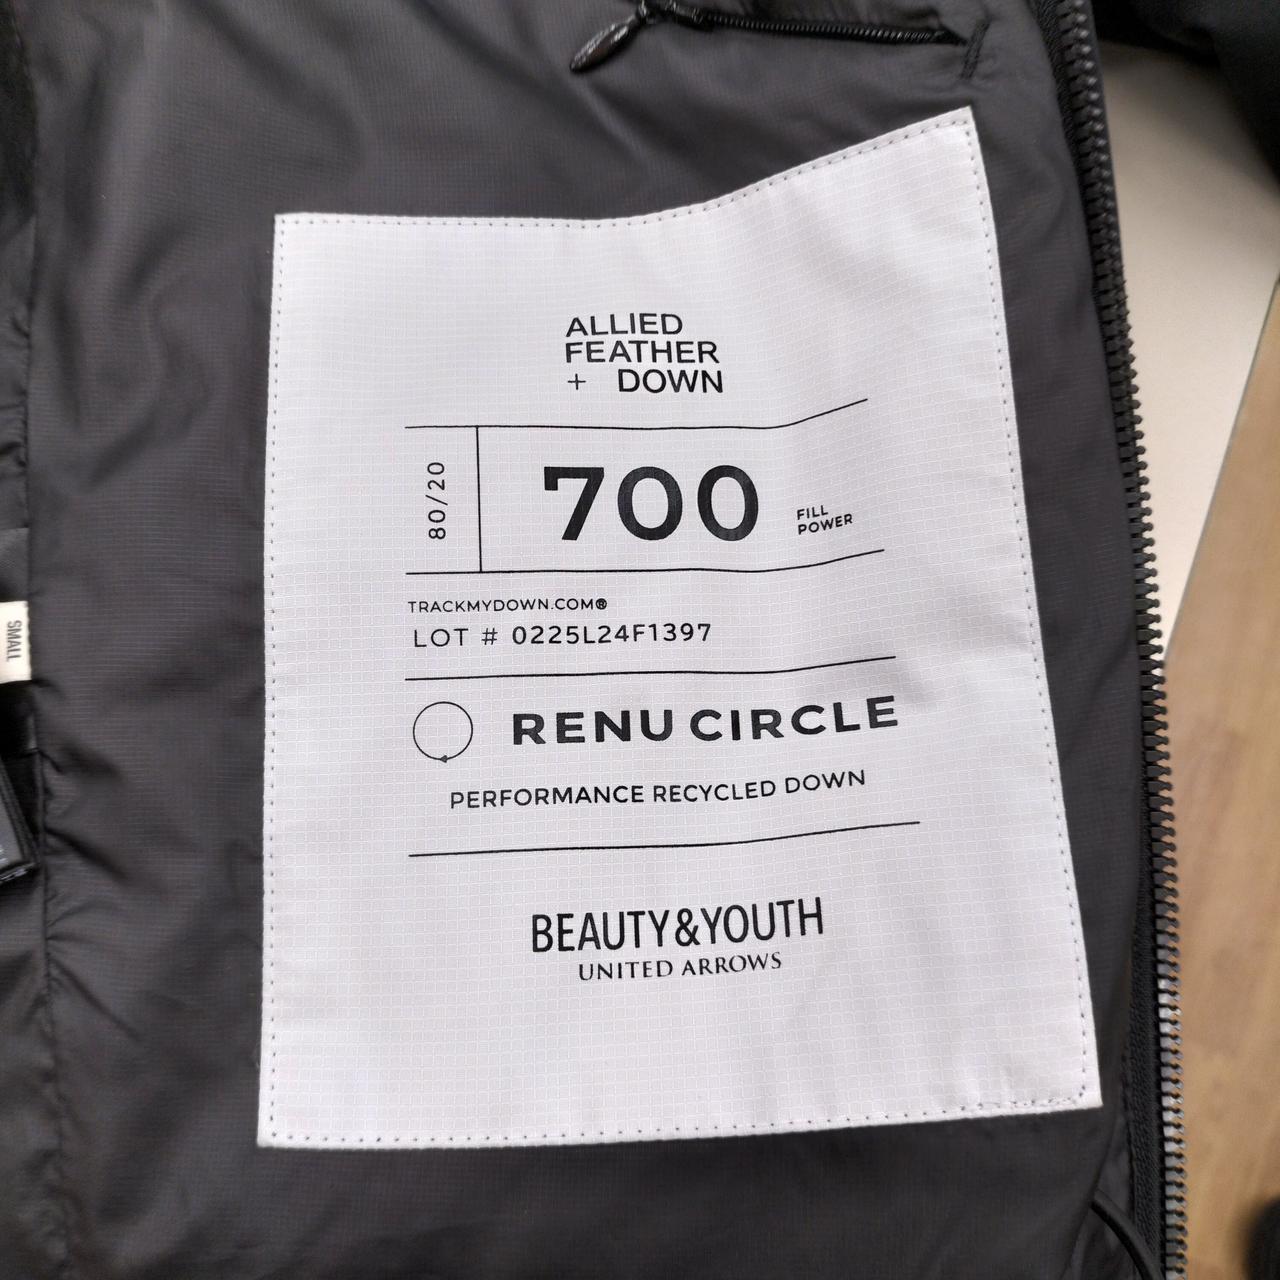 ALLIED
FEATHER
+ DOWN
80/20
700
FILL
POWER
TRACKMYDOWN.COM®
LOT # 0225L24F1397
RENU CIRCLE
PERFORMANCE RECYCLED DOWN
BEAUTY&YOUTH
UNITED ARROWS
SMALL